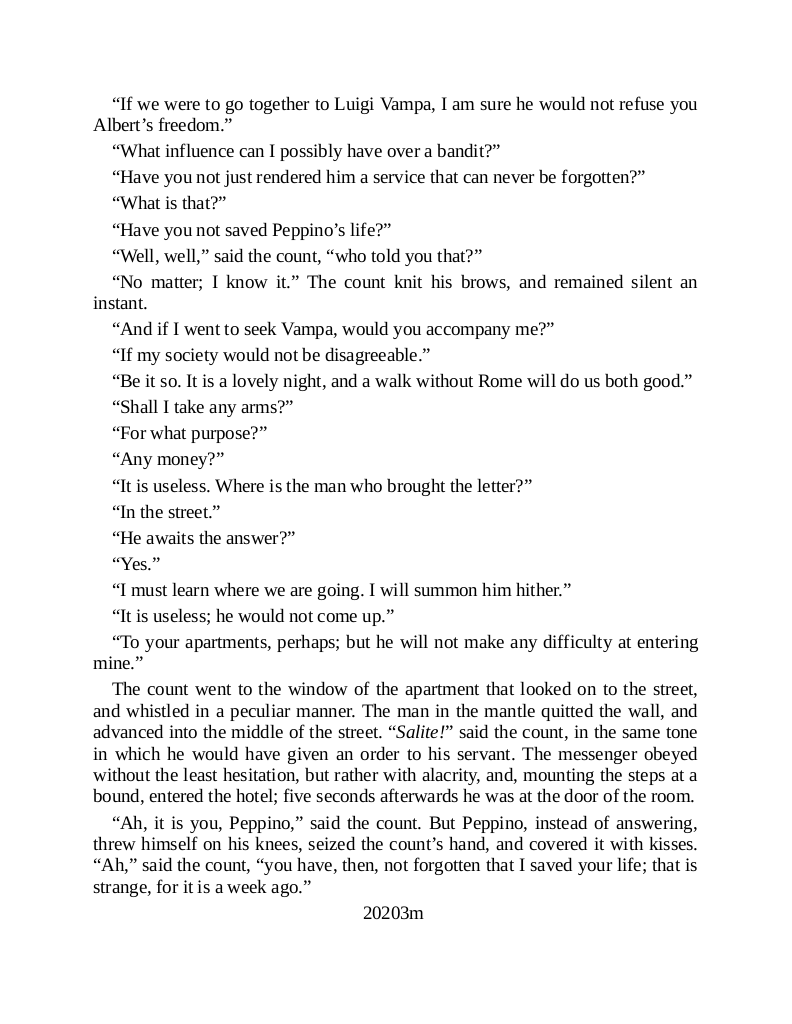 “If we were to go together to Luigi Vampa, I am sure he would not refuse you
Albert’s freedom.”
“What influence can I possibly have over a bandit?”
“Have you not just rendered him a service that can never be forgotten?”
“What is that?”
“Have you not saved Peppino’s life?”
“Well, well,” said the count, “who told you that?”
“No matter; I know it.” The count knit his brows, and remained silent an
instant.
“And if I went to seek Vampa, would you accompany me?”
“If my society would not be disagreeable.”
“Be it so. It is a lovely night, and a walk without Rome will do us both good.”
“Shall I take any arms?”
“For what purpose?”
“Any money?”
“It is useless. Where is the man who brought the letter?”
“In the street.”
“He awaits the answer?”
“Yes.”
“I must learn where we are going. I will summon him hither.”
“It is useless; he would not come up.”
“To your apartments, perhaps; but he will not make any difficulty at entering
mine.”
The count went to the window of the apartment that looked on to the street,
and whistled in a peculiar manner. The man in the mantle quitted the wall, and
advanced into the middle of the street. “Salite!” said the count, in the same tone
in which he would have given an order to his servant. The messenger obeyed
without the least hesitation, but rather with alacrity, and, mounting the steps at a
bound, entered the hotel; five seconds afterwards he was at the door of the room.
“Ah, it is you, Peppino,” said the count. But Peppino, instead of answering,
threw himself on his knees, seized the count’s hand, and covered it with kisses.
“Ah,” said the count, “you have, then, not forgotten that I saved your life; that is
strange, for it is a week ago.”
20203m